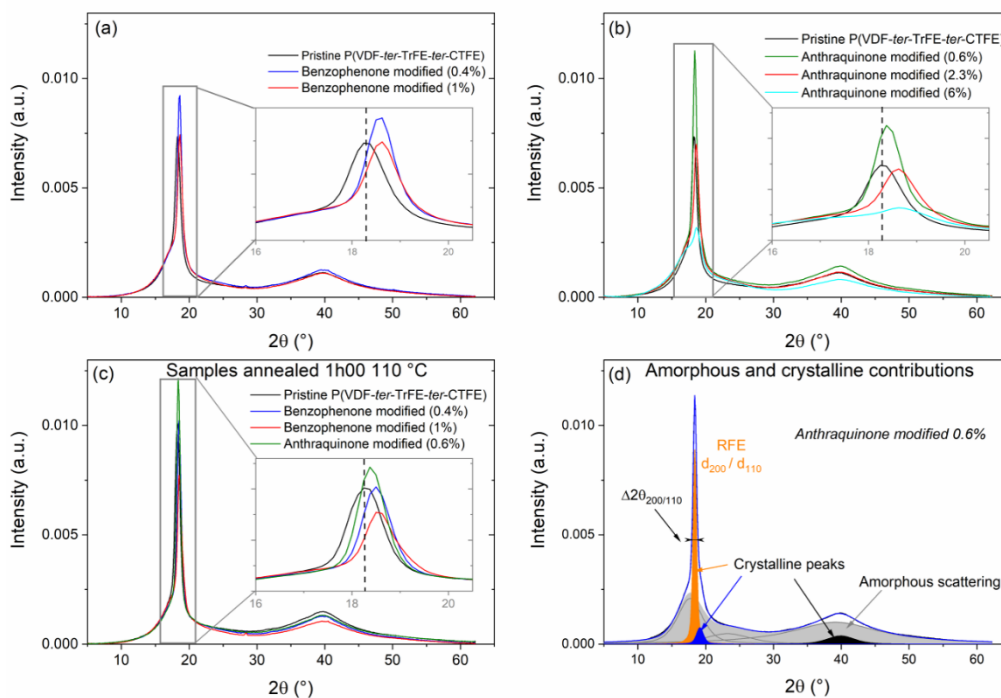 (a)
Pristine P(VDF-ter-TrFE-ter-CTFE)
Benzophenone modified (0.4%)
Benzophenone modified (1%)
0.010
0.005
0.000
Intensity (a.u.)
16 18 20
10 20 30 40 50 60
2θ (°)
(b)
Pristine P(VDF-ter-TrFE-ter-CTFE)
Anthraquinone modified (0.6%)
Anthraquinone modified (2.3%)
Anthraquinone modified (6%)
0.010
0.005
0.000
Intensity (a.u.)
16 18 20
10 20 30 40 50 60
2θ (°)
(c)
Samples annealed 1h00 110 °C
Pristine P(VDF-ter-TrFE-ter-CTFE)
Benzophenone modified (0.4%)
Benzophenone modified (1%)
Anthraquinone modified (0.6%)
0.010
0.005
0.000
Intensity (a.u.)
16 18 20
10 20 30 40 50 60
2θ (°)
(d)
Amorphous and crystalline contributions
Anthraquinone modified 0.6%
RFE
d200 / d110
Δ2θ200/110
Crystalline peaks
Amorphous scattering
0.010
0.005
0.000
Intensity (a.u.)
10 20 30 40 50 60
2θ (°)